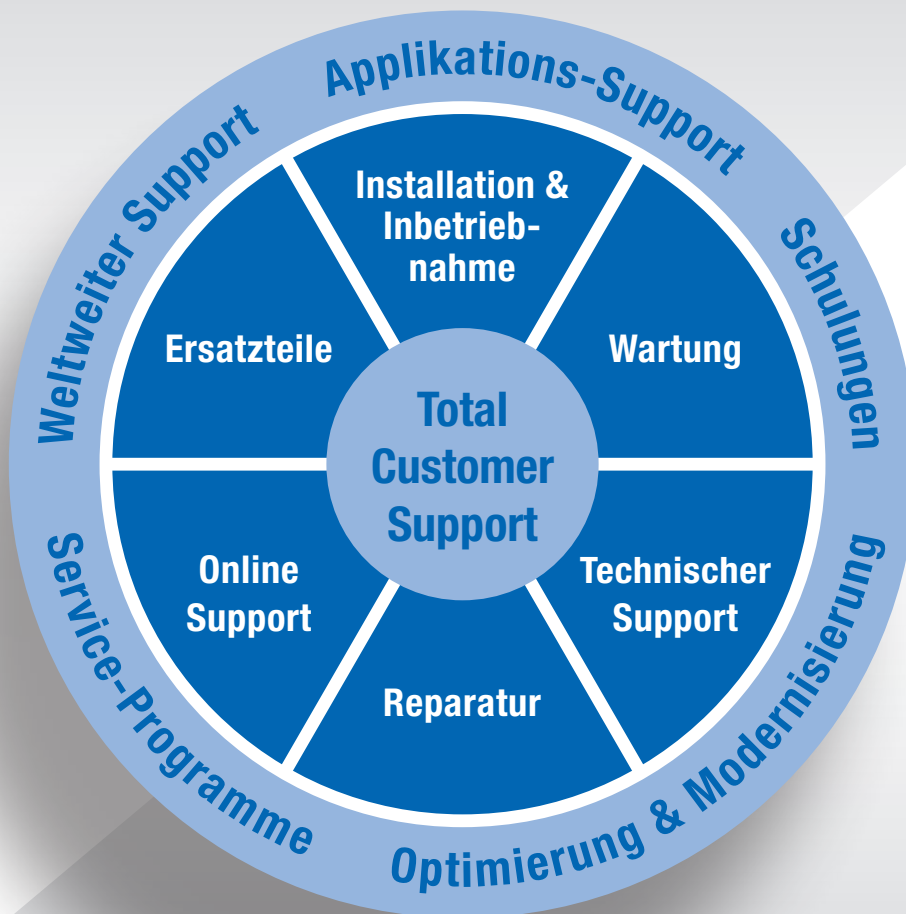 Applikations-Support
Weltweiter Support
Schulungen
Installation &
Inbetrieb-
nahme
Ersatzteile
Wartung
Total
Customer
Support
Online
Support
Technischer
Support
Reparatur
Service-Programme
Optimierung & Modernisierung